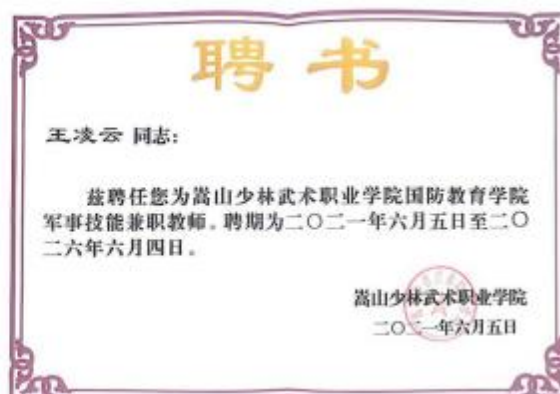 聘书
王凌云 同志：
兹聘任您为嵩山少林武术职业学院国防教育学院
军事技能兼职教师。聘期为二〇二一年六月五日至二〇
二六年六月四日。
嵩山少林武术职业学院
二〇二一年六月五日